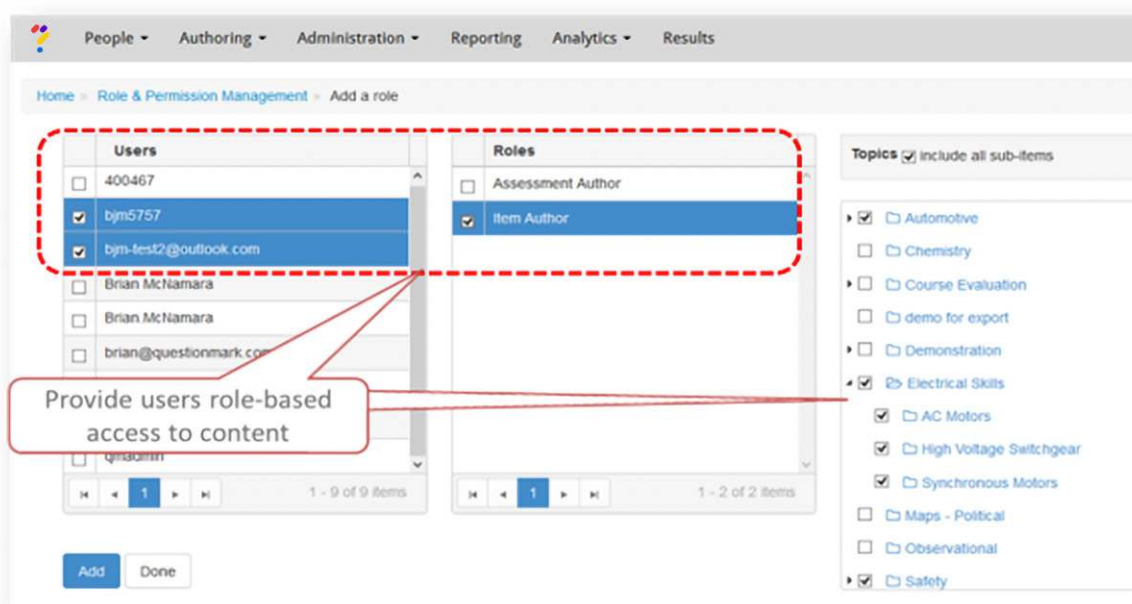 People Authoring Administration Reporting Analytics Results
Home » Role & Permission Management » Add a role
Users
400467
bjm5757
bjm-test2@outlook.com
Brian McNamara
Brian McNamara
brian@questionmark.com
qmadmin
1
1 - 9 of 9 items
Roles
Assessment Author
Item Author
1
1 - 2 of 2 items
Topics include all sub-items
Automotive
Chemistry
Course Evaluation
demo for export
Demonstration
Electrical Skills
AC Motors
High Voltage Switchgear
Synchronous Motors
Maps - Political
Observational
Safety
Provide users role-based
access to content
Add Done